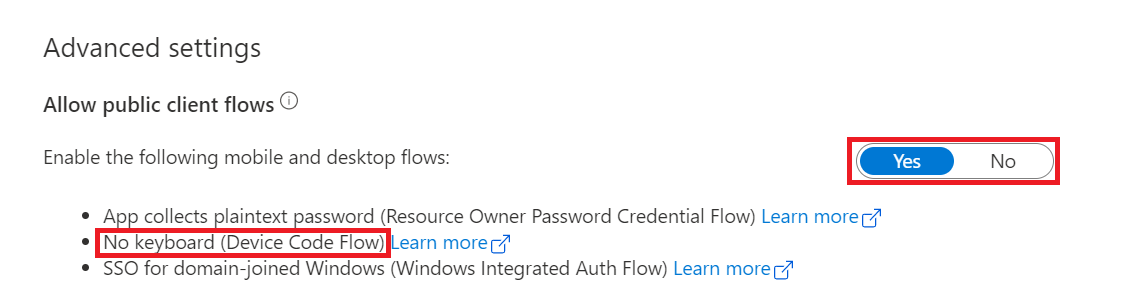 Advanced settings
Allow public client flows
Enable the following mobile and desktop flows: Yes No
App collects plaintext password (Resource Owner Password Credential Flow) Learn more
No keyboard (Device Code Flow) Learn more
SSO for domain-joined Windows (Windows Integrated Auth Flow) Learn more